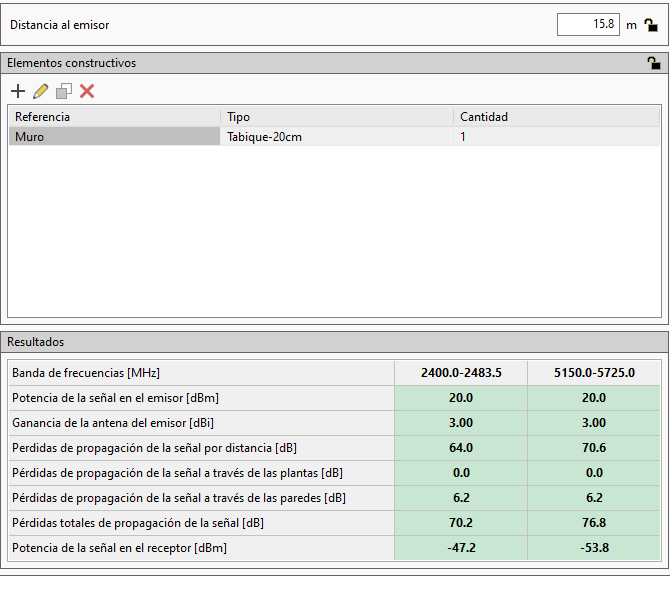 Distancia al emisor 15.8 m
Elementos constructivos
Referencia Tipo Cantidad
Muro Tabique-20cm 1
Resultados
Banda de frecuencias [MHz] 2400.0-2483.5 5150.0-5725.0
Potencia de la señal en el emisor [dBm] 20.0 20.0
Ganancia de la antena del emisor [dBi] 3.00 3.00
Perdidas de propagación de la señal por distancia [dB] 64.0 70.6
Pérdidas de propagación de la señal a través de las plantas [dB] 0.0 0.0
Pérdidas de propagación de la señal a través de las paredes [dB] 6.2 6.2
Pérdidas totales de propagación de la señal [dB] 70.2 76.8
Potencia de la señal en el receptor [dBm] -47.2 -53.8